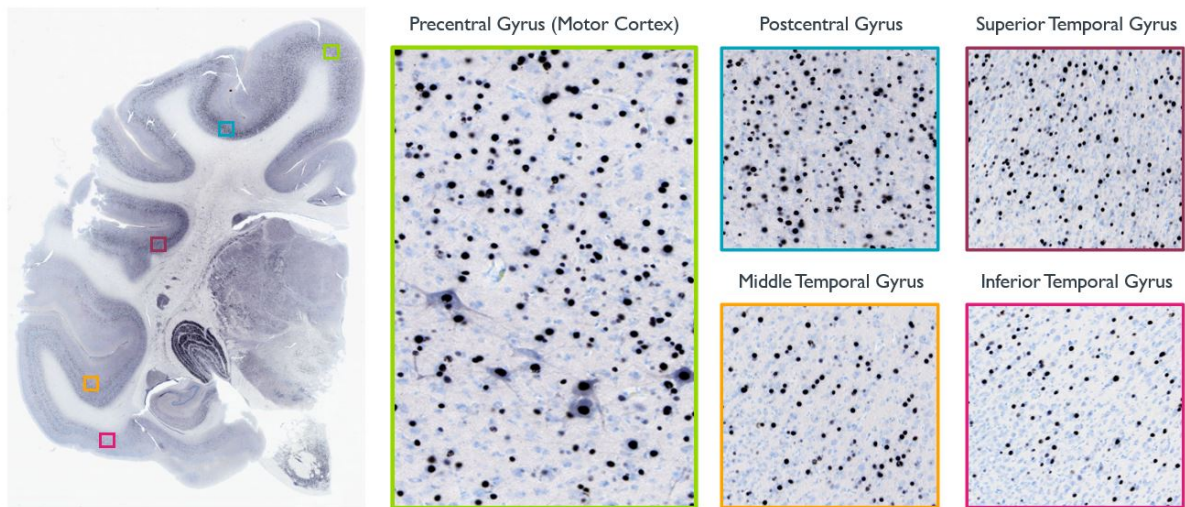 Precentral Gyrus (Motor Cortex)
Postcentral Gyrus
Superior Temporal Gyrus
Middle Temporal Gyrus
Inferior Temporal Gyrus